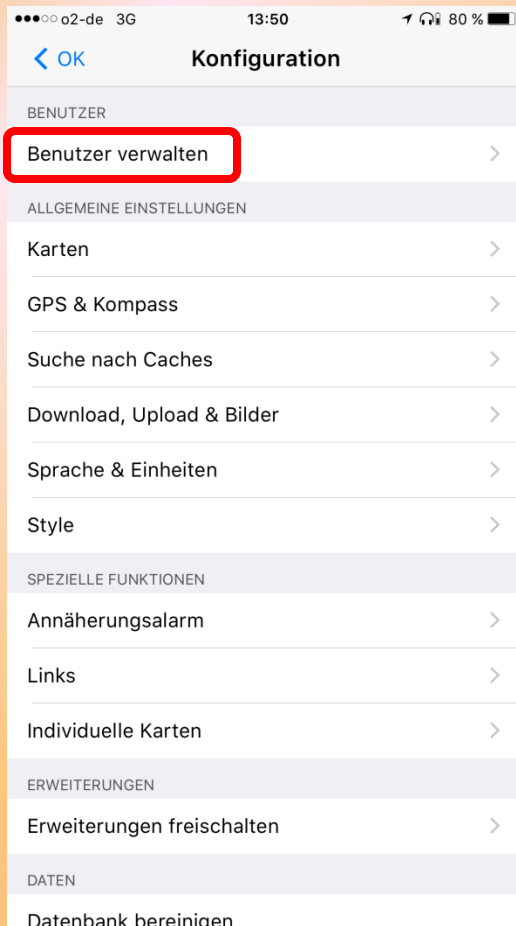 o2-de 3G 13:50 80 %
OK Konfiguration
BENUTZER
Benutzer verwalten
ALLGEMEINE EINSTELLUNGEN
Karten
GPS & Kompass
Suche nach Caches
Download, Upload & Bilder
Sprache & Einheiten
Style
SPEZIELLE FUNKTIONEN
Annäherungsalarm
Links
Individuelle Karten
ERWEITERUNGEN
Erweiterungen freischalten
DATEN
Datenbank bereinigen